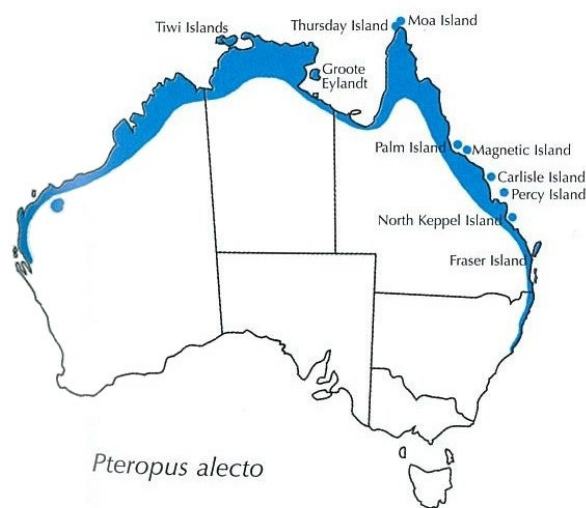 Tiwi Islands
Thursday Island
Moa Island
Groote
Eylandt
Palm Island
Magnetic Island
Carlisle Island
Percy Island
North Keppel Island
Fraser Island
Pteropus alecto